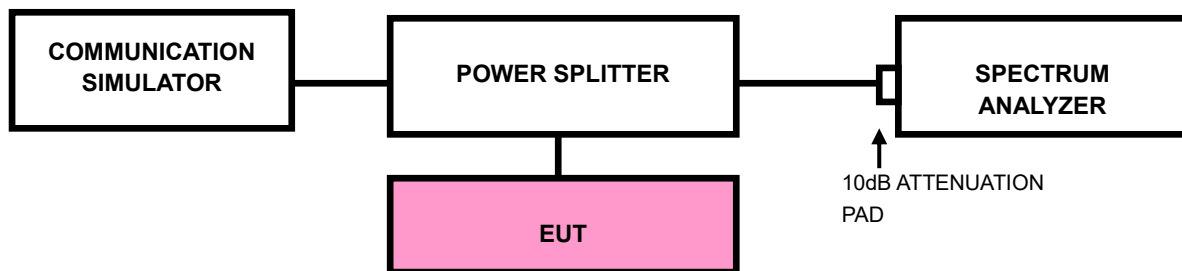 COMMUNICATION
SIMULATOR
POWER SPLITTER
SPECTRUM
ANALYZER
10dB ATTENUATION
PAD
EUT